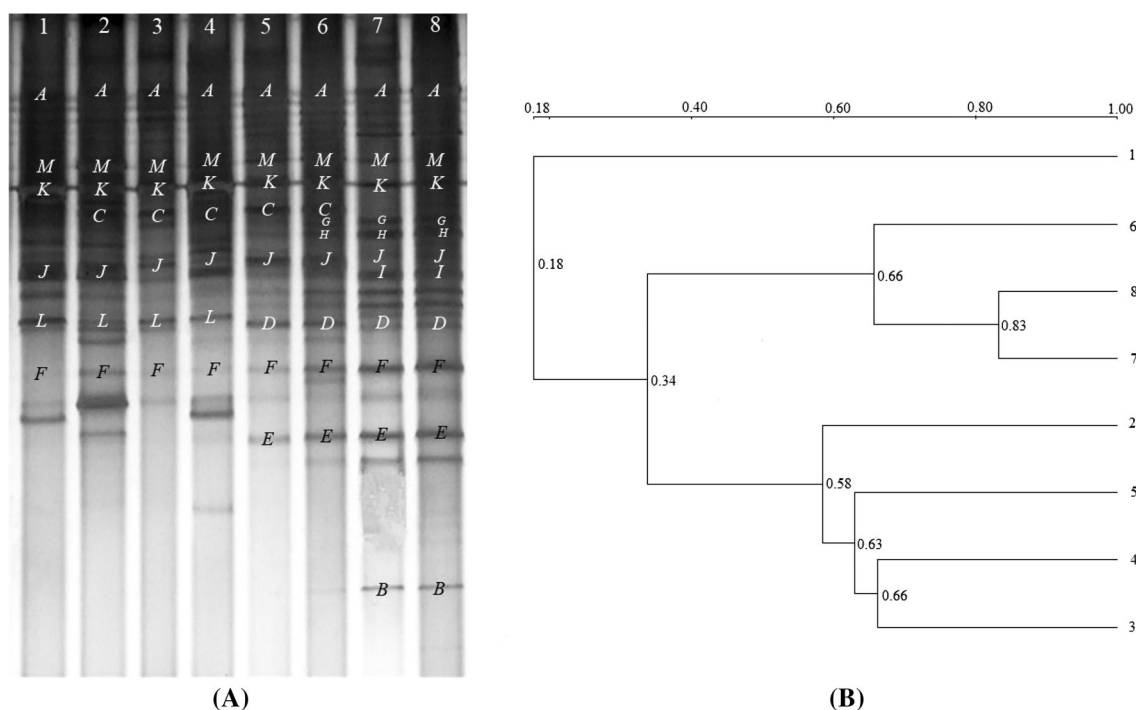 1 2 3 4 5 6 7 8
A A A A A A A A
M M M M M M M M
K K K K K K K K
C C C C C
G G G
H H H
J J J J J J J J
I I
L L L L D D D D
F F F F F F F F
E E E E
B B
(A)
0.18 0.40 0.60 0.80 1.00
1
6
0.18
0.66
8
0.83
7
0.34
2
0.58
5
0.63
4
0.66
3
(B)